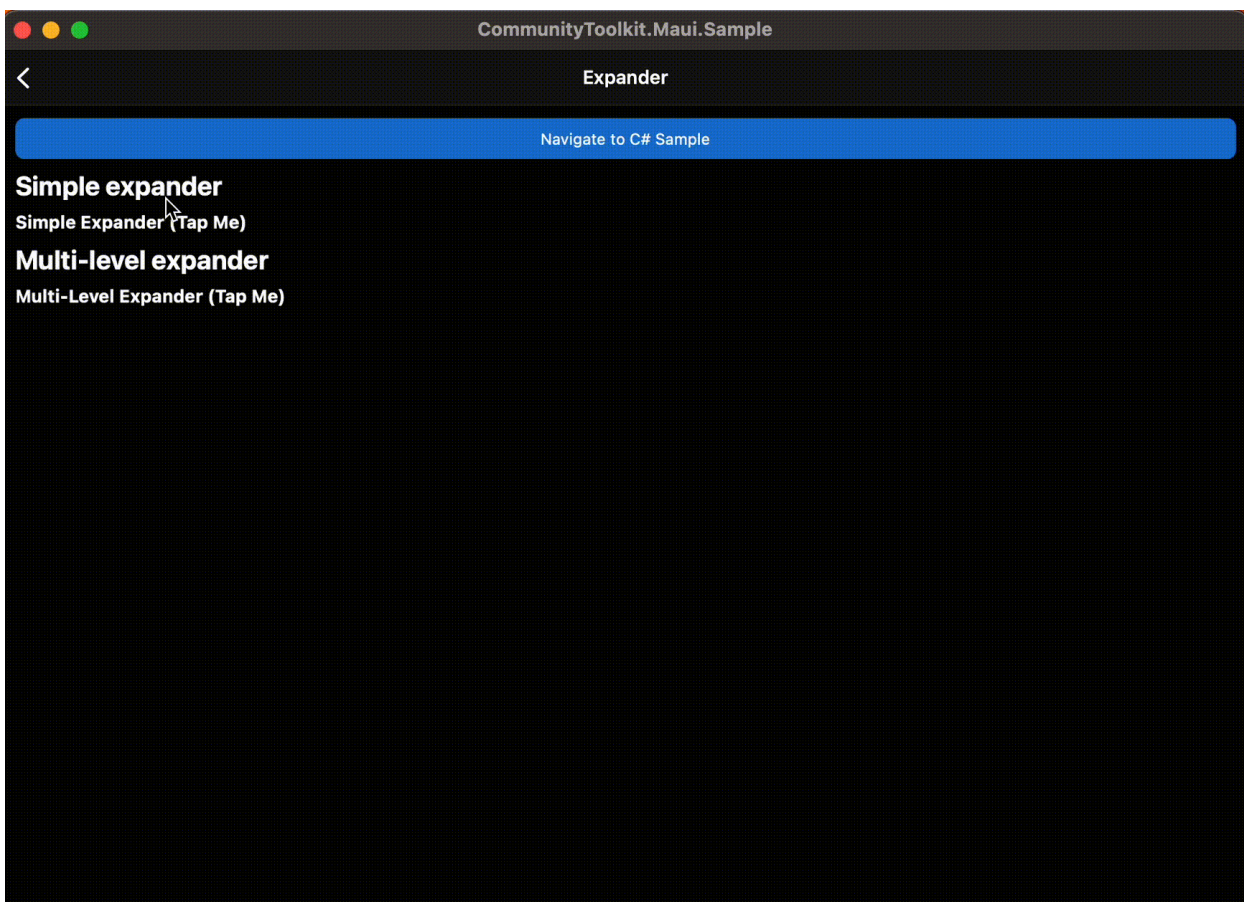 CommunityToolkit.Maui.Sample
Expander
Navigate to C# Sample
Simple expander
Simple Expander (Tap Me)
Multi-level expander
Multi-Level Expander (Tap Me)